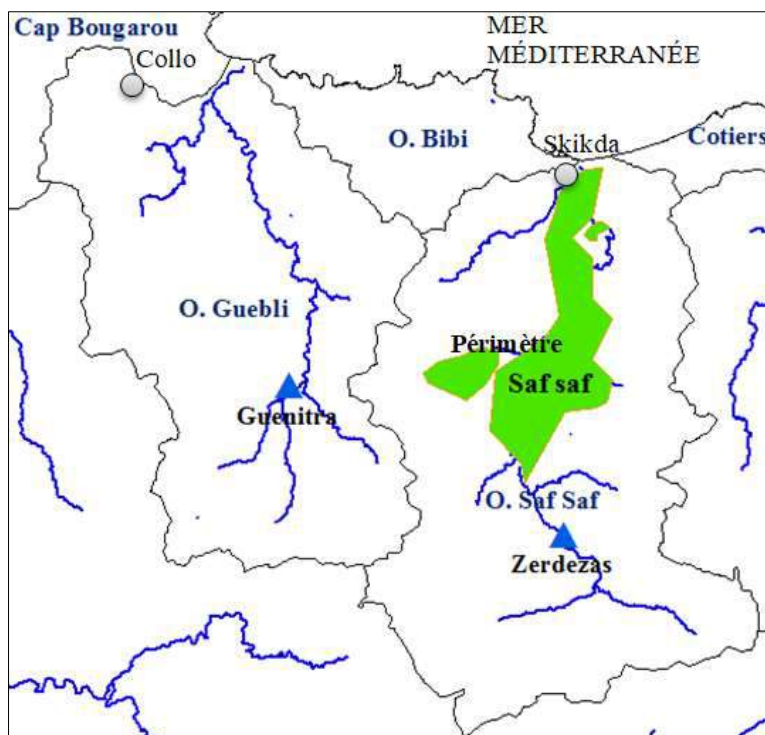 MER
MÉDITERRANÉE
Cap Bougarou
Collo
O. Bibi
Skikda
Cotiers
O. Guebli
Périmètre
Saf saf
Guenitra
O. Saf Saf
Zerdezas